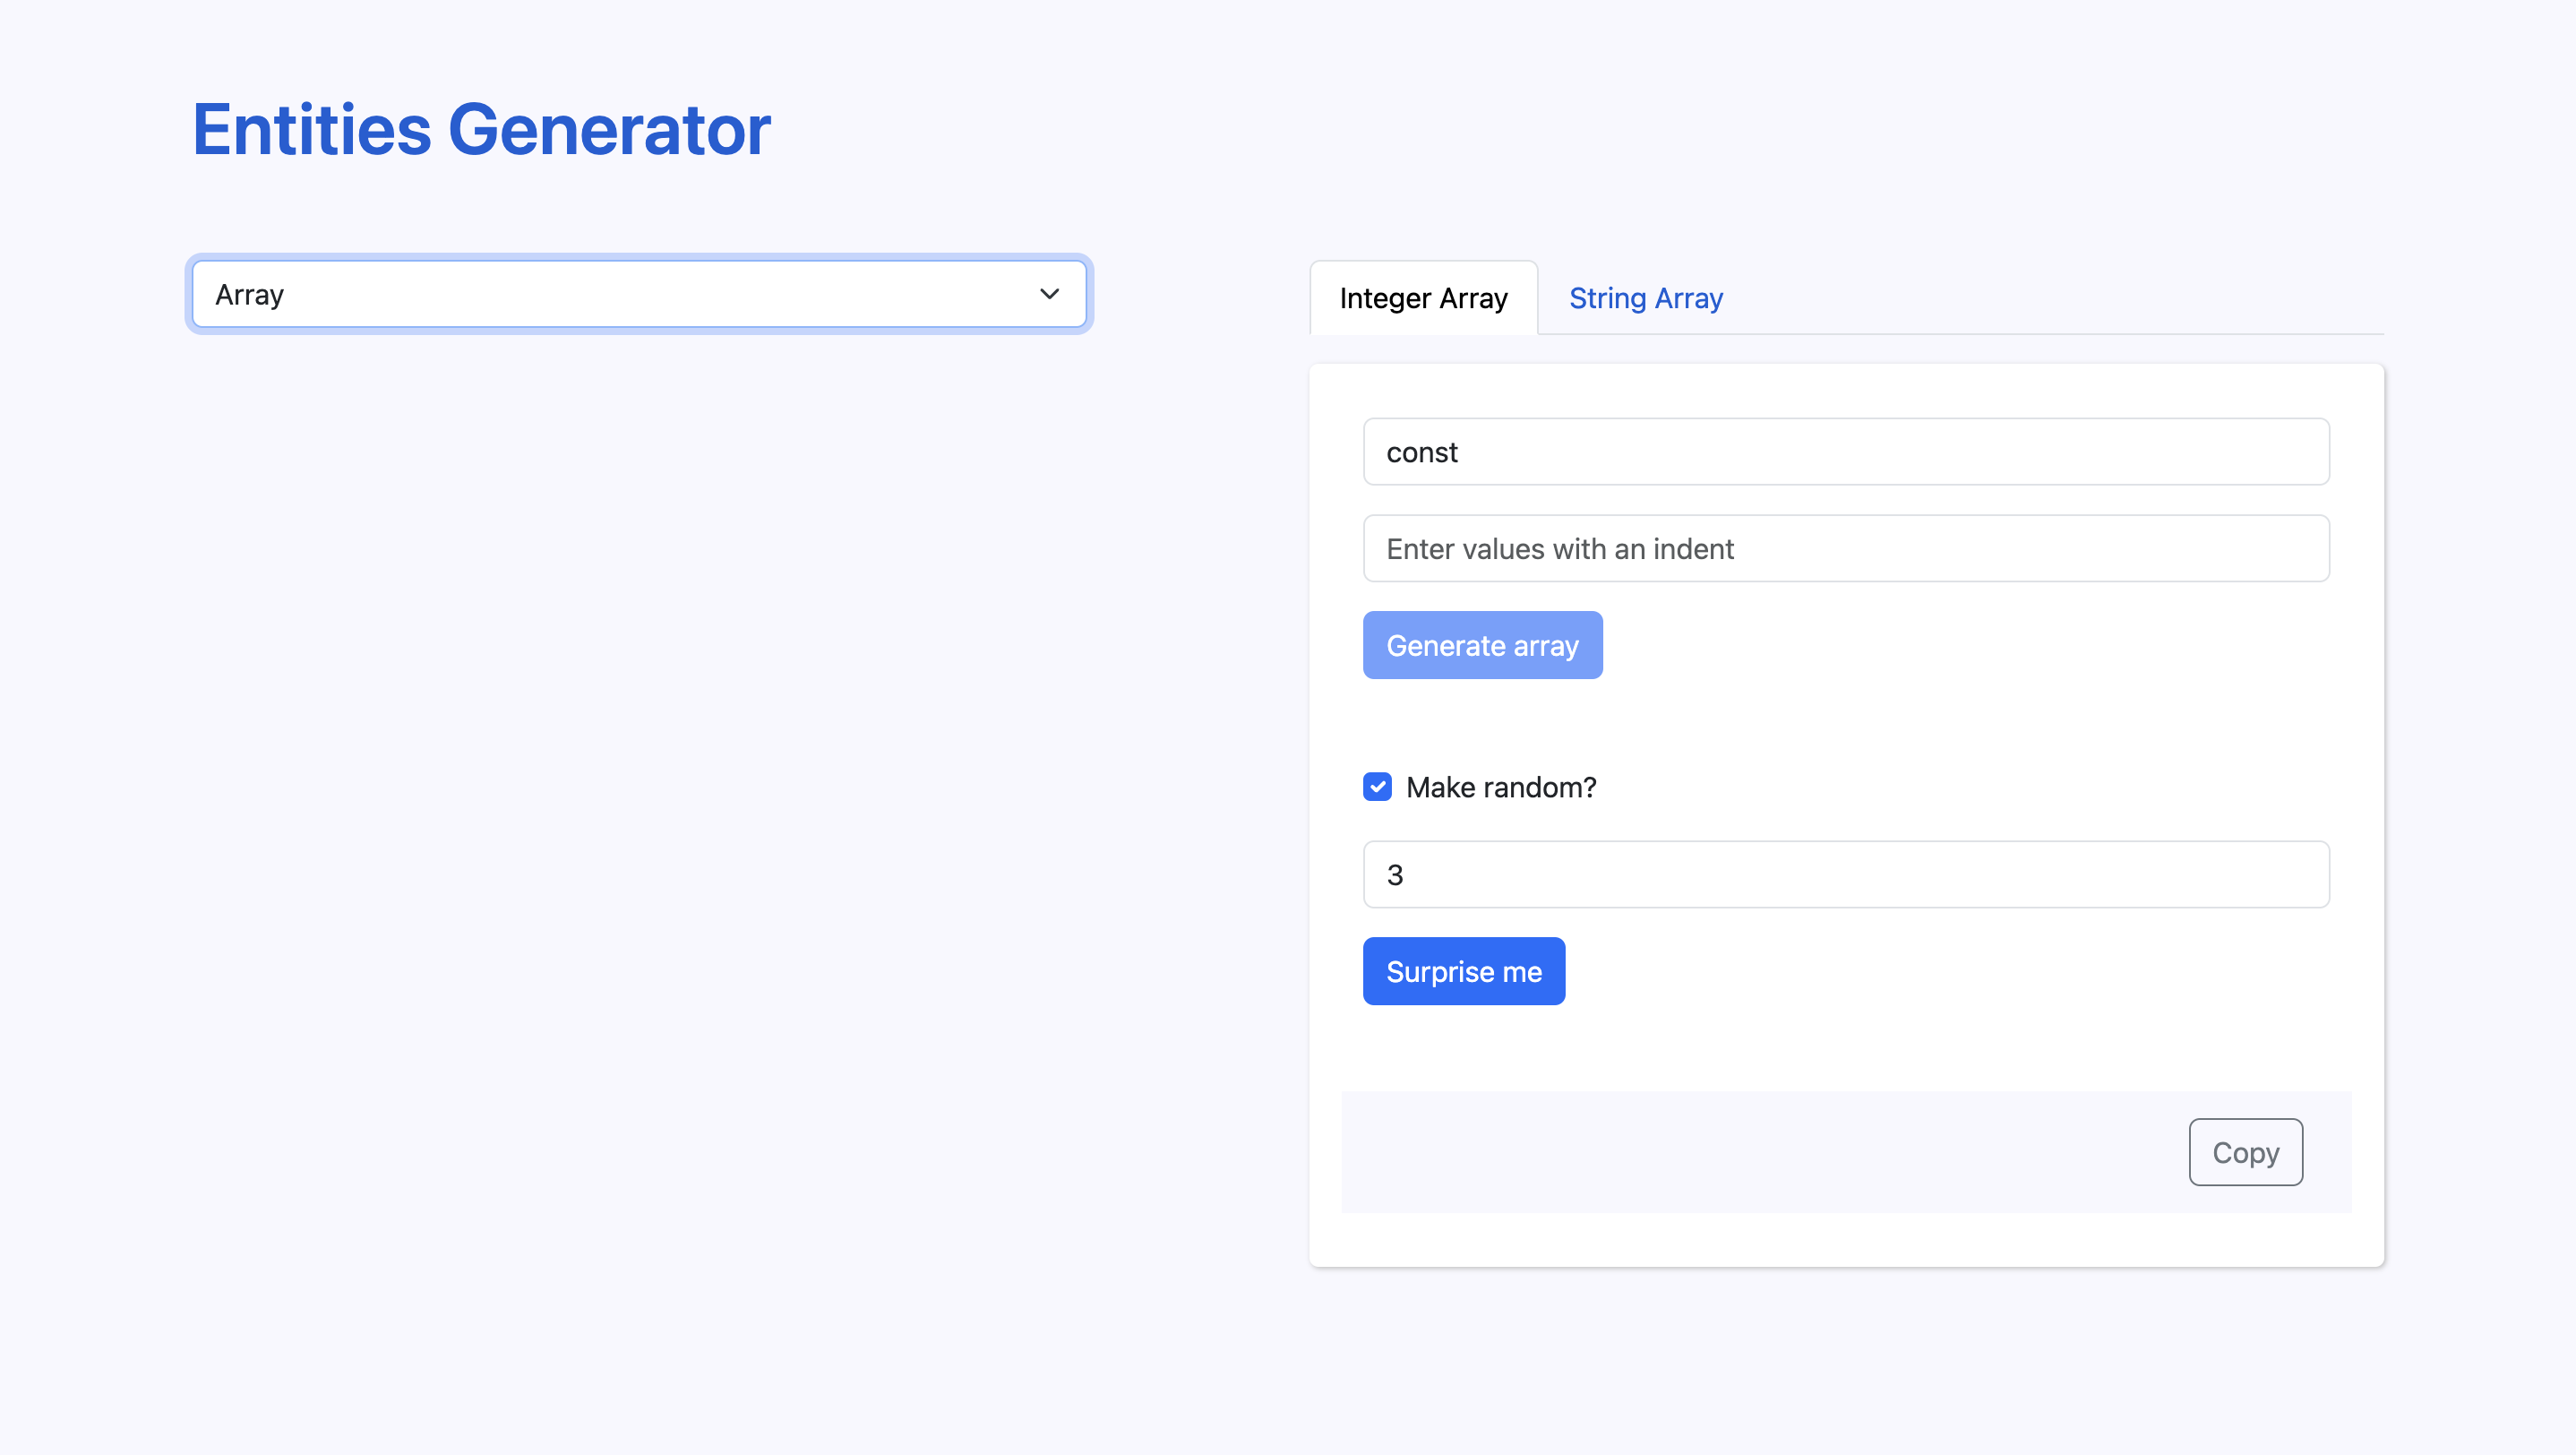 Entities Generator
Array
Integer Array
String Array
const
Enter values with an indent
Generate array
Make random?
3
Surprise me
Copy